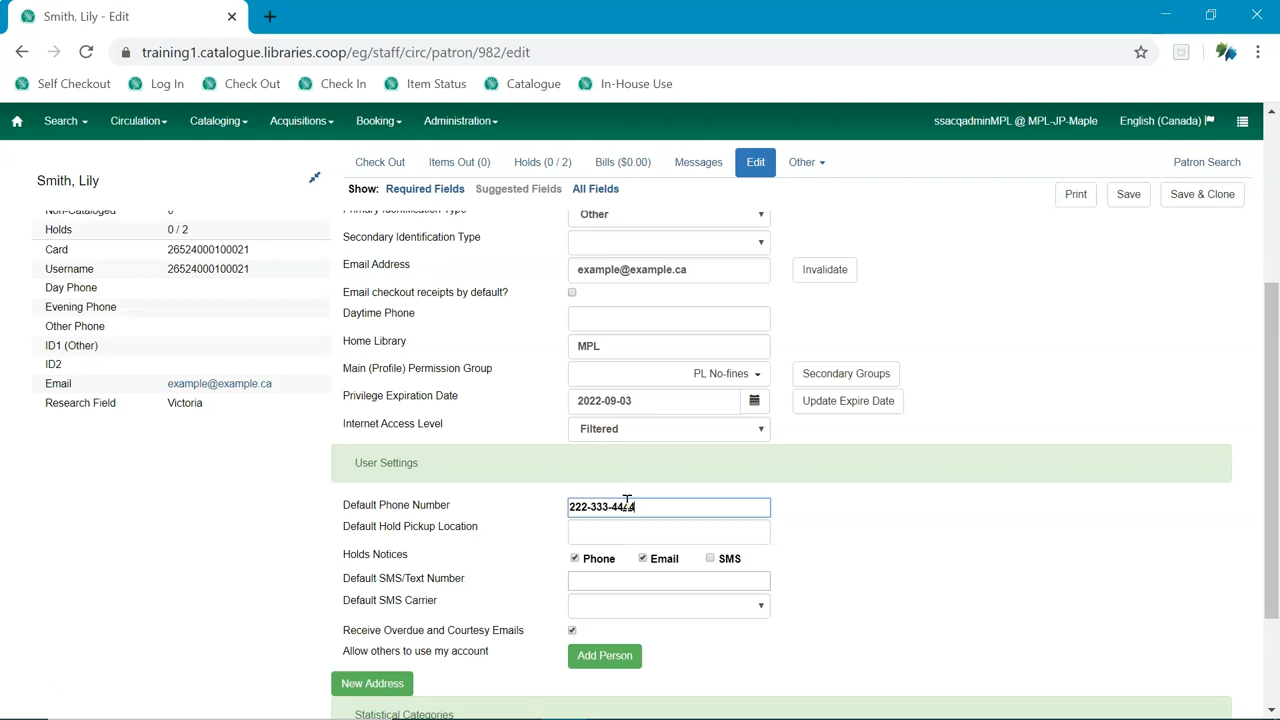 Smith, Lily - Edit
training1.catalogue.libraries.coop/eg/staff/circ/patron/982/edit
Self Checkout Log In Check Out Check In Item Status Catalogue In-House Use
Search Circulation Cataloging Acquisitions Booking Administration ssacqadminMPL @ MPL-JP-Maple English (Canada)
Smith, Lily
Check Out Items Out (0) Holds (0 / 2) Bills ($0.00) Messages Edit Other Patron Search
Show: Required Fields Suggested Fields All Fields
Print Save Save & Clone
Non-Cataloged 0
Holds 0 / 2
Card 26524000100021
Username 26524000100021
Day Phone
Evening Phone
Other Phone
ID1 (Other)
ID2
Email example@example.ca
Research Field Victoria
Primary Identification Type Other
Secondary Identification Type
Email Address example@example.ca Invalidate
Email checkout receipts by default?
Daytime Phone
Home Library MPL
Main (Profile) Permission Group PL No-fines Secondary Groups
Privilege Expiration Date 2022-09-03 Update Expire Date
Internet Access Level Filtered
User Settings
Default Phone Number 222-333-4444
Default Hold Pickup Location
Holds Notices Phone Email SMS
Default SMS/Text Number
Default SMS Carrier
Receive Overdue and Courtesy Emails
Allow others to use my account Add Person
New Address
Statistical Categories